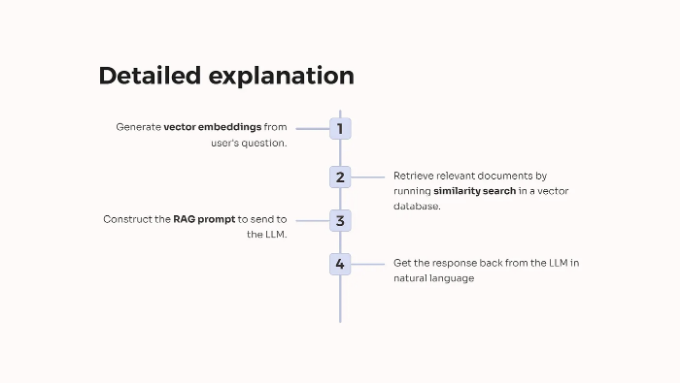 Detailed explanation
1
Generate vector embeddings from
user's question.
2
Retrieve relevant documents by
running similarity search in a vector
database.
3
Construct the RAG prompt to send to
the LLM.
4
Get the response back from the LLM in
natural language